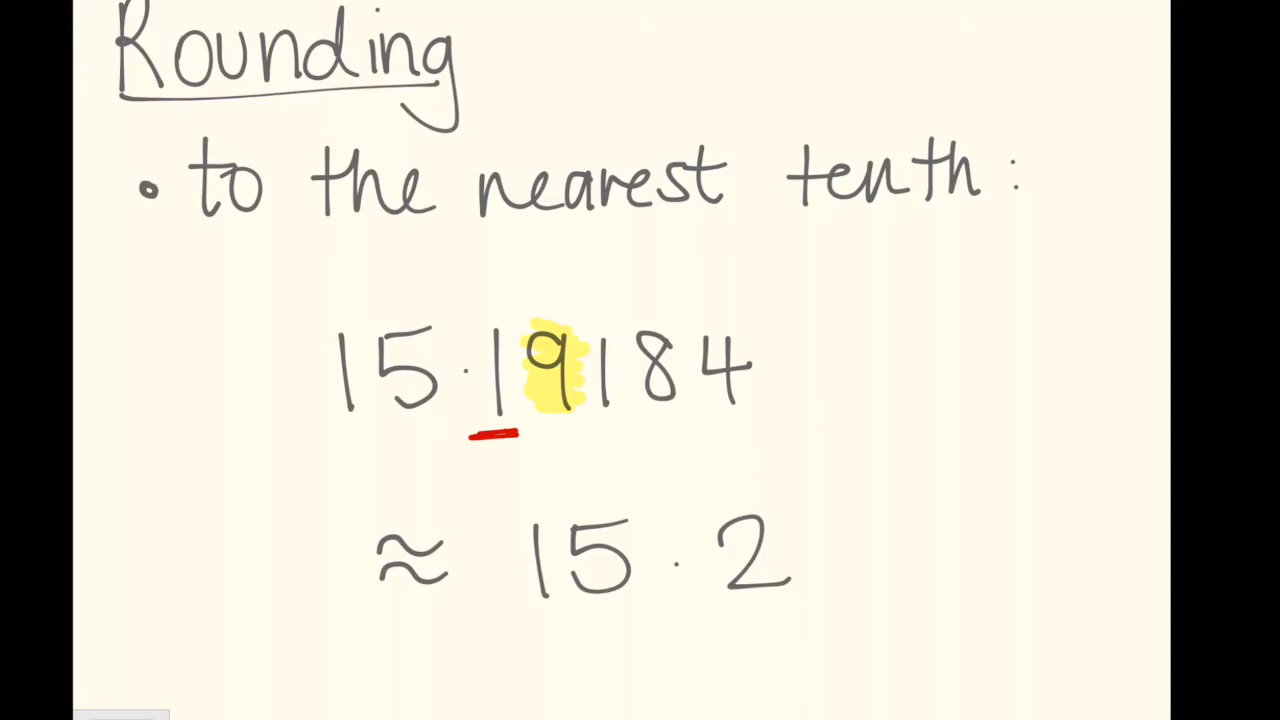 Rounding
• to the nearest tenth:
15·19184
≈ 15·2